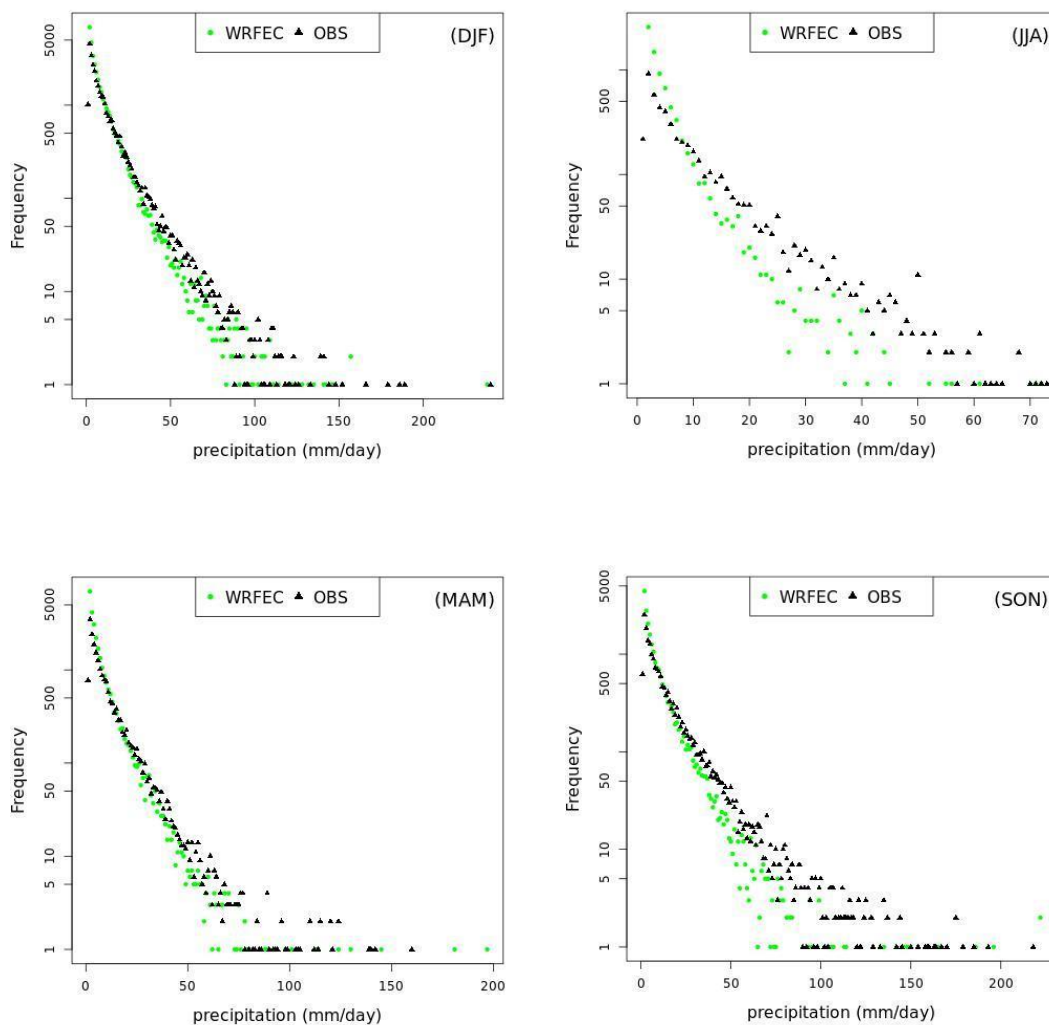 WRFEC OBS (DJF)
5000
500
50
10
5
1
Frequency
0 50 100 150 200
precipitation (mm/day)
WRFEC OBS (JJA)
500
50
10
5
1
Frequency
0 10 20 30 40 50 60 70
precipitation (mm/day)
WRFEC OBS (MAM)
5000
500
50
10
5
1
Frequency
0 50 100 150 200
precipitation (mm/day)
WRFEC OBS (SON)
5000
500
50
10
5
1
Frequency
0 50 100 150 200
precipitation (mm/day)